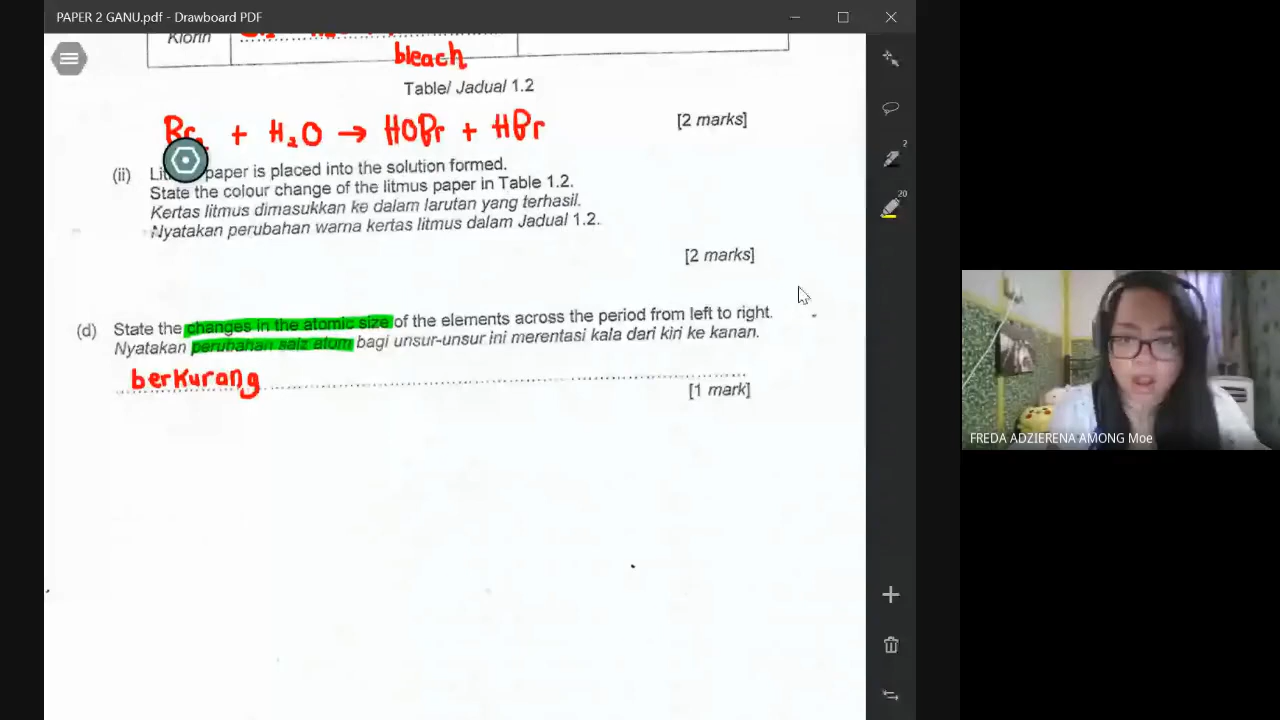 PAPER 2 GANU.pdf - Drawboard PDF
Klorin
bleach
Table/ Jadual 1.2
+ H₂O → HOBr + HBr
[2 marks]
2
(ii) paper is placed into the solution formed.
State the colour change of the litmus paper in Table 1.2.
20
Kertas litmus dimasukkan ke dalam larutan yang terhasil.
Nyatakan perubahan warna kertas litmus dalam Jadual 1.2.
[2 marks]
(d) State the changes in the atomic size of the elements across the period from left to right.
Nyatakan perubahan saiz atom bagi unsur-unsur ini merentasi kala dari kiri ke kanan.
berkurang
[1 mark]
FREDA ADZIERENA AMONG Moe